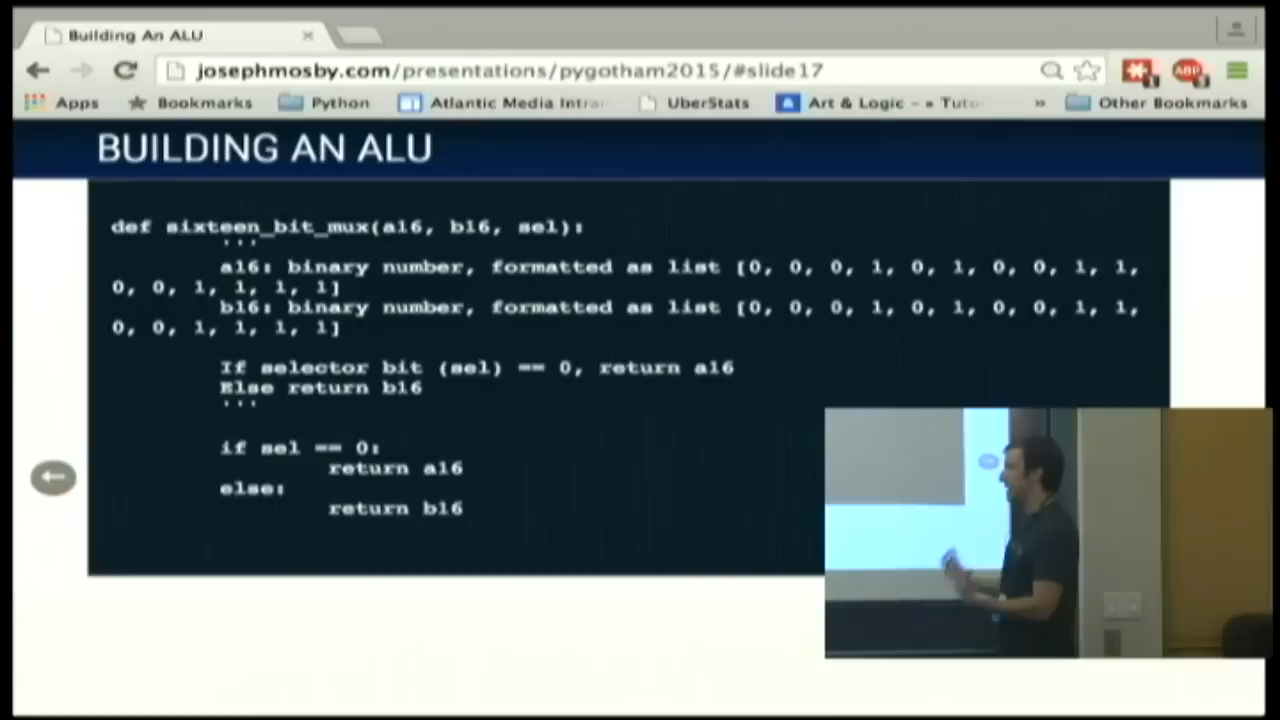 Building An ALU
josephmosby.com/presentations/pygotham2015/#slide17
ABP
Apps Bookmarks Python Atlantic Media Intra UberStats Art & Logic - » Tuto » Other Bookmarks
BUILDING AN ALU
def sixteen_bit_mux(a16, b16, sel):
'''
a16: binary number, formatted as list [0, 0, 0, 1, 0, 1, 0, 0, 1, 1,
0, 0, 1, 1, 1, 1]
b16: binary number, formatted as list [0, 0, 0, 1, 0, 1, 0, 0, 1, 1,
0, 0, 1, 1, 1, 1]
If selector bit (sel) == 0, return a16
Else return b16
'''
if sel == 0:
return a16
else:
return b16